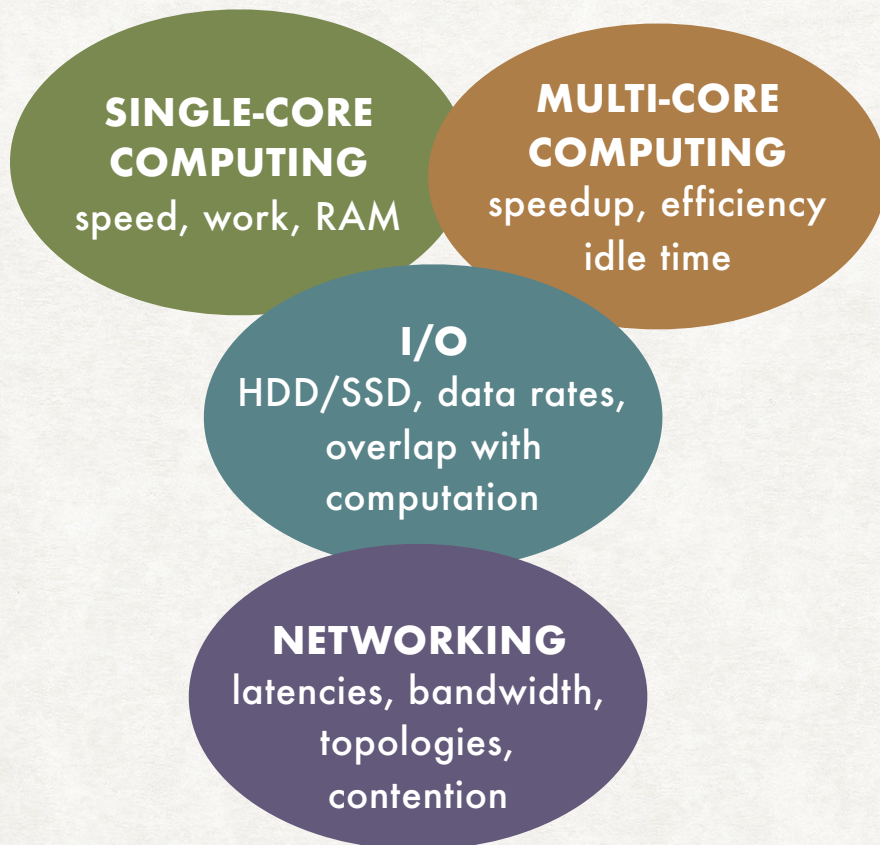 SINGLE-CORE
COMPUTING
speed, work, RAM
MULTI-CORE
COMPUTING
speedup, efficiency
idle time
I/O
HDD/SSD, data rates,
overlap with
computation
NETWORKING
latencies, bandwidth,
topologies,
contention